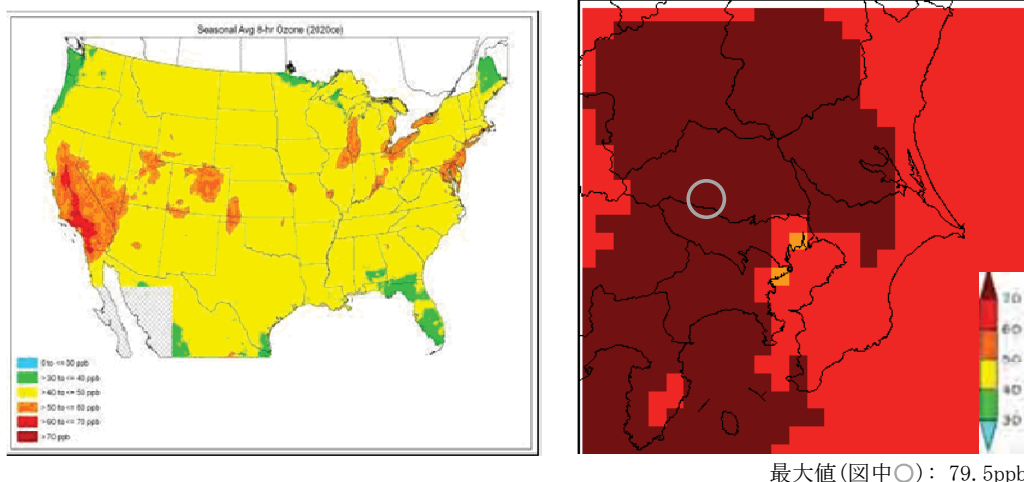 Seasonal Avg 8-hr Ozone (2020ce)
0 to <= 30 ppb
>30 to <= 40 ppb
>40 to <= 50 ppb
>50 to <= 60 ppb
>60 to <= 70 ppb
>70 ppb
70
60
50
40
30
最大値(図中○): 79.5ppb